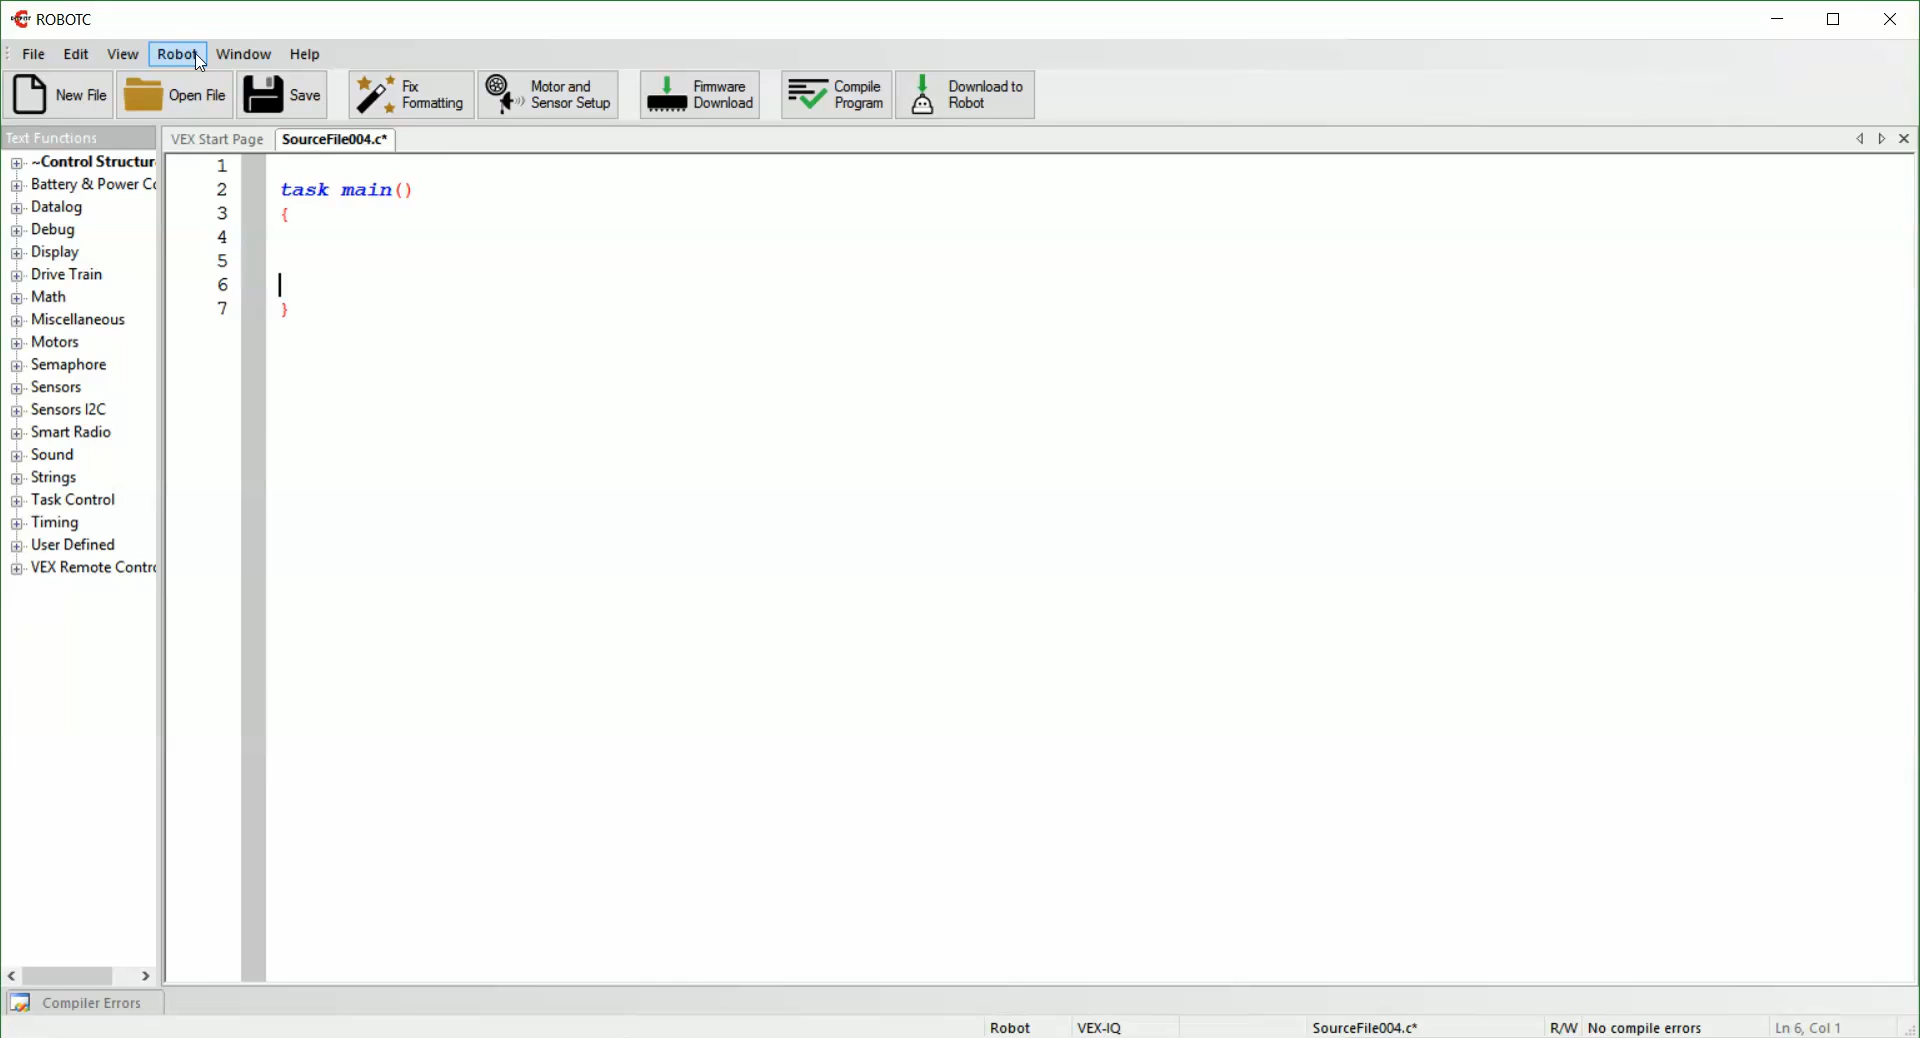 ROBOTC
File Edit View Robot Window Help
New File Open File Save Fix Formatting Motor and Sensor Setup Firmware Download Compile Program Download to Robot
Text Functions
VEX Start Page SourceFile004.c*
~Control Structur
Battery & Power Co
Datalog
Debug
Display
Drive Train
Math
Miscellaneous
Motors
Semaphore
Sensors
Sensors I2C
Smart Radio
Sound
Strings
Task Control
Timing
User Defined
VEX Remote Contro
1
2 task main()
3 {
4
5
6
7 }
Compiler Errors
Robot VEX-IQ SourceFile004.c* R/W No compile errors Ln 6, Col 1